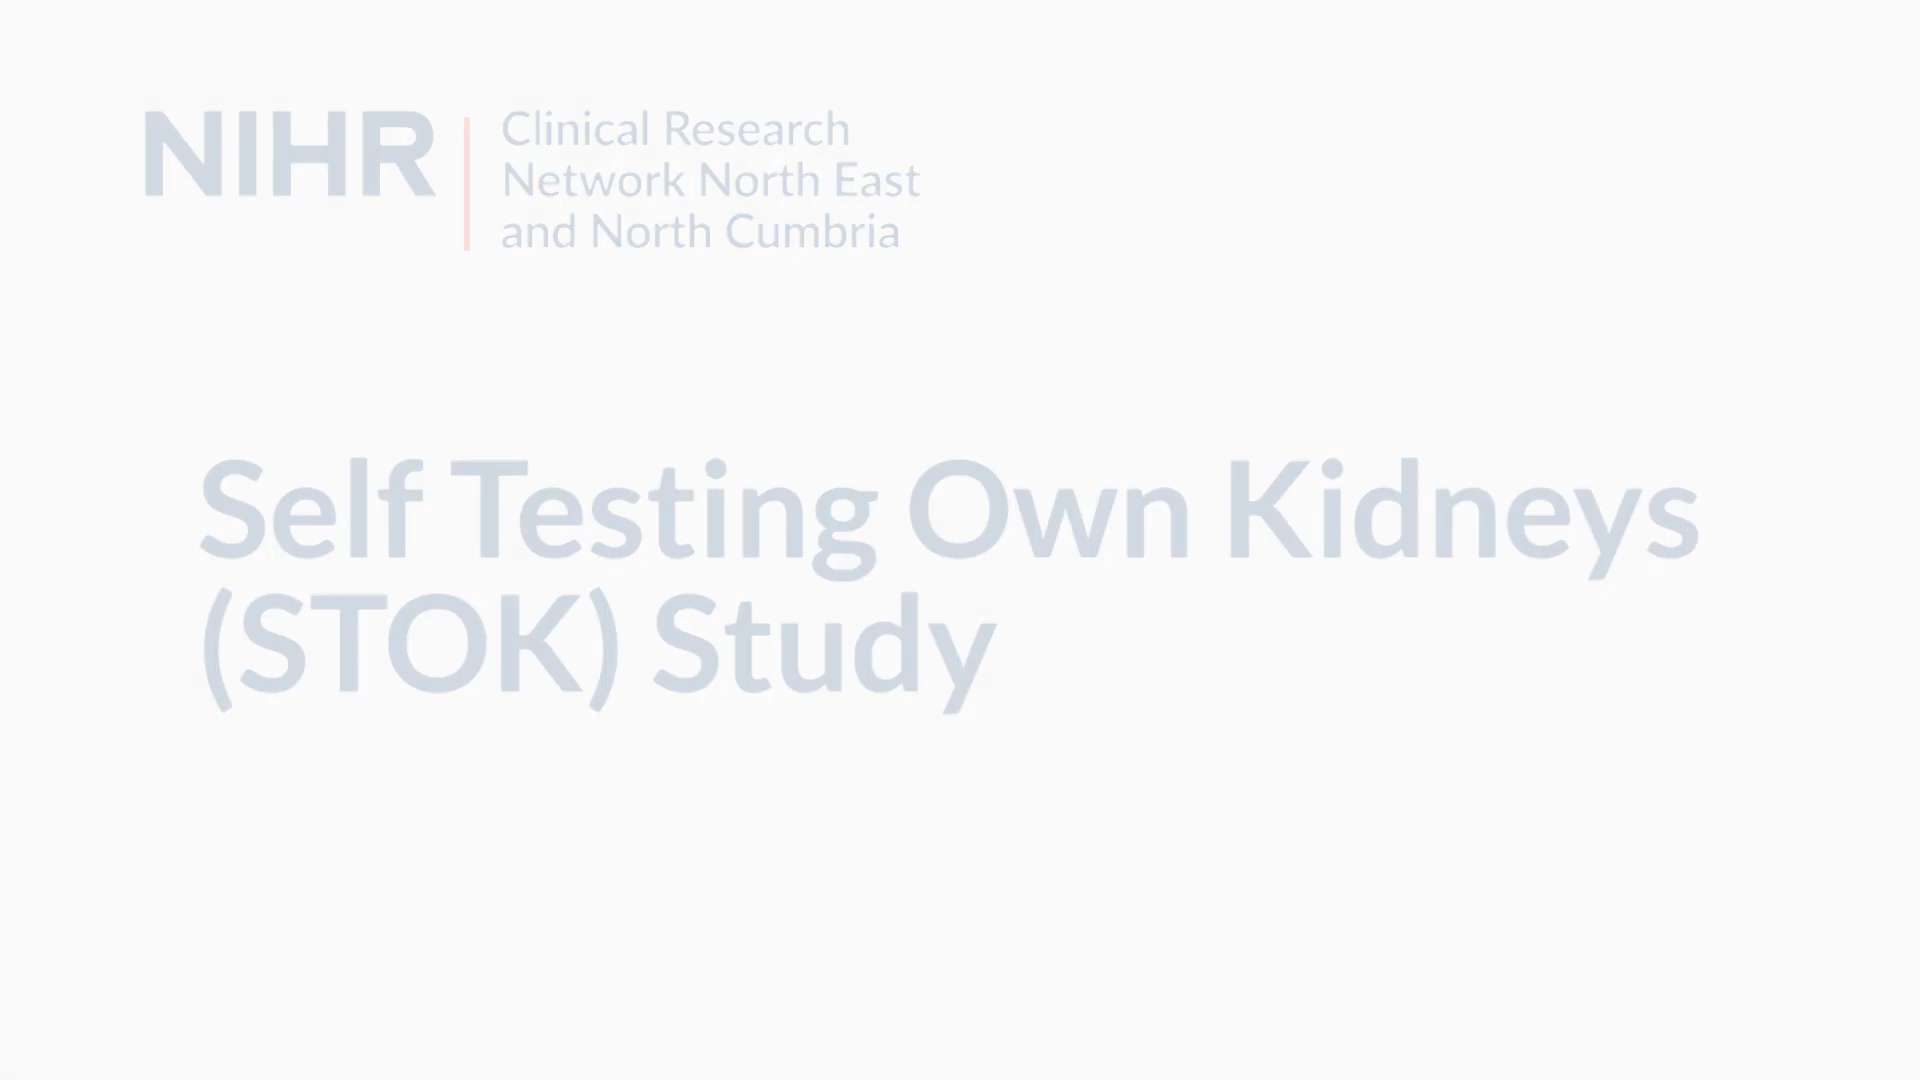 NIHR
Clinical Research
Network North East
and North Cumbria
Self Testing Own Kidneys
(STOK) Study